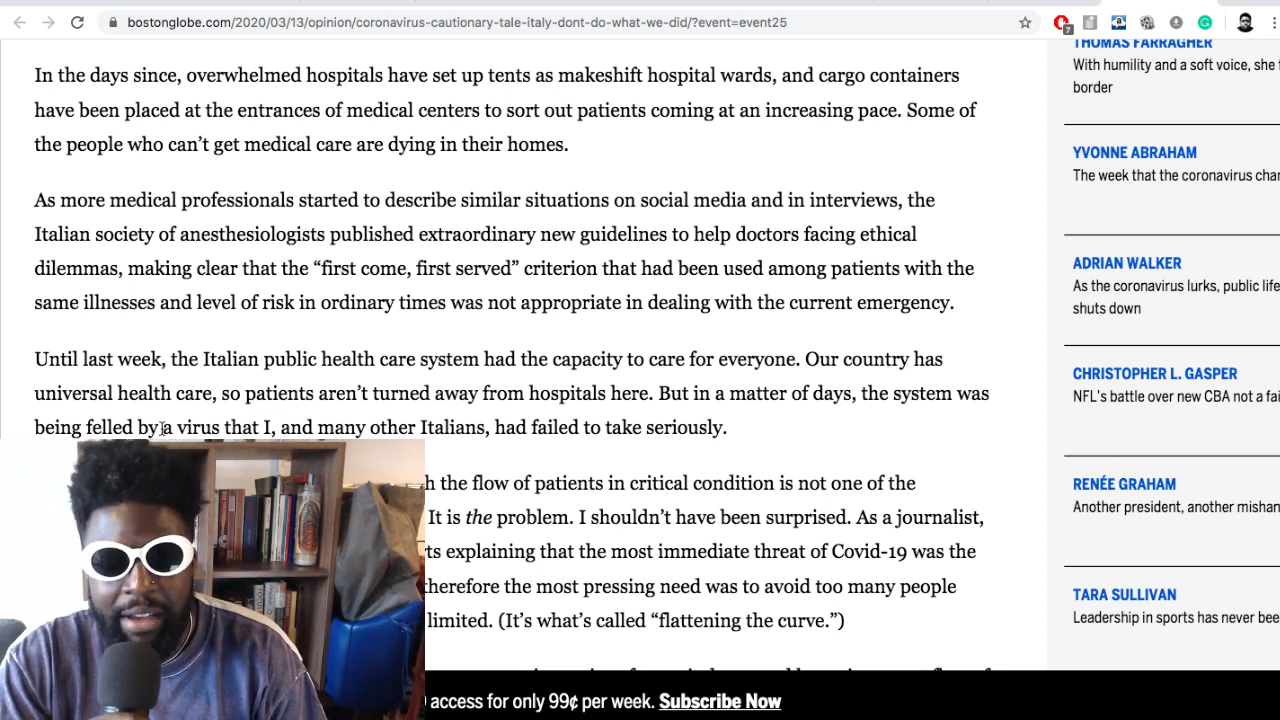 bostonglobe.com/2020/03/13/opinion/coronavirus-cautionary-tale-italy-dont-do-what-we-did/?event=event25
7
In the days since, overwhelmed hospitals have set up tents as makeshift hospital wards, and cargo containers
have been placed at the entrances of medical centers to sort out patients coming at an increasing pace. Some of
the people who can’t get medical care are dying in their homes.
As more medical professionals started to describe similar situations on social media and in interviews, the
Italian society of anesthesiologists published extraordinary new guidelines to help doctors facing ethical
dilemmas, making clear that the “first come, first served” criterion that had been used among patients with the
same illnesses and level of risk in ordinary times was not appropriate in dealing with the current emergency.
Until last week, the Italian public health care system had the capacity to care for everyone. Our country has
universal health care, so patients aren’t turned away from hospitals here. But in a matter of days, the system was
being felled by a virus that I, and many other Italians, had failed to take seriously.
the flow of patients in critical condition is not one of the
It is the problem. I shouldn’t have been surprised. As a journalist,
explaining that the most immediate threat of Covid-19 was the
therefore the most pressing need was to avoid too many people
limited. (It’s what’s called “flattening the curve.”)
access for only 99¢ per week. Subscribe Now
THOMAS FARRAGHER
With humility and a soft voice, she
border
YVONNE ABRAHAM
The week that the coronavirus
ADRIAN WALKER
As the coronavirus lurks, public life
shuts down
CHRISTOPHER L. GASPER
NFL's battle over new CBA not a
RENÉE GRAHAM
Another president, another
TARA SULLIVAN
Leadership in sports has never